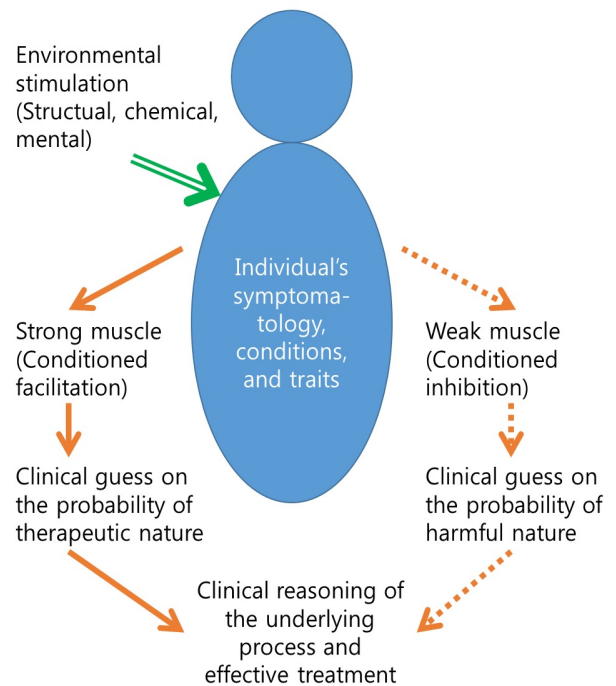 Environmental
stimulation
(Structual, chemical,
mental)
Individual's
symptoma-
tology,
conditions,
and traits
Strong muscle
(Conditioned
facilitation)
Weak muscle
(Conditioned
inhibition)
Clinical guess on
the probability of
therapeutic nature
Clinical guess on
the probability of
harmful nature
Clinical reasoning of
the underlying
process and
effective treatment